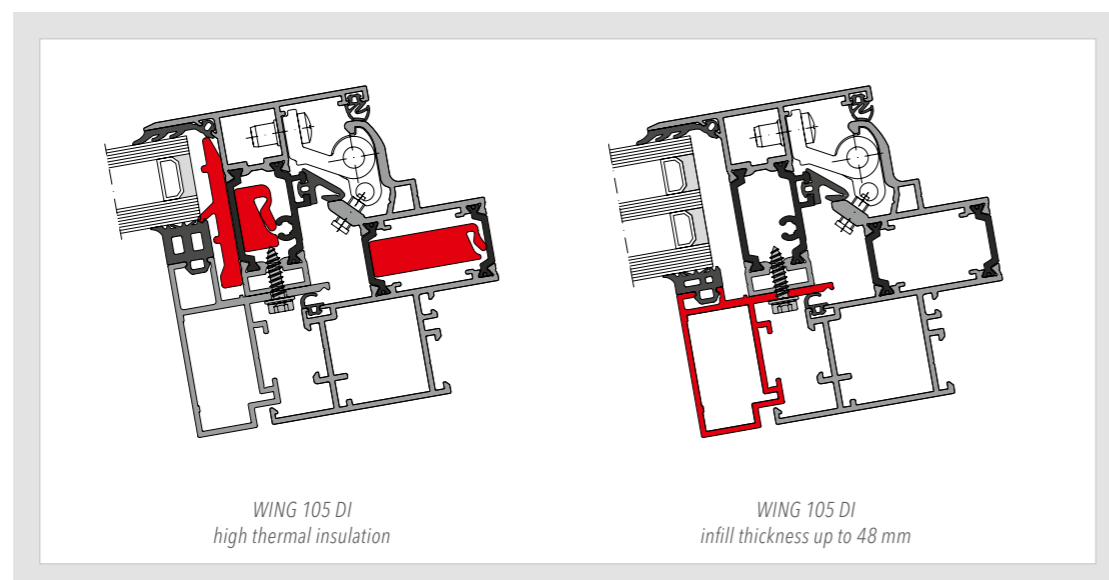 WING 105 DI
high thermal insulation
WING 105 DI
infill thickness up to 48 mm